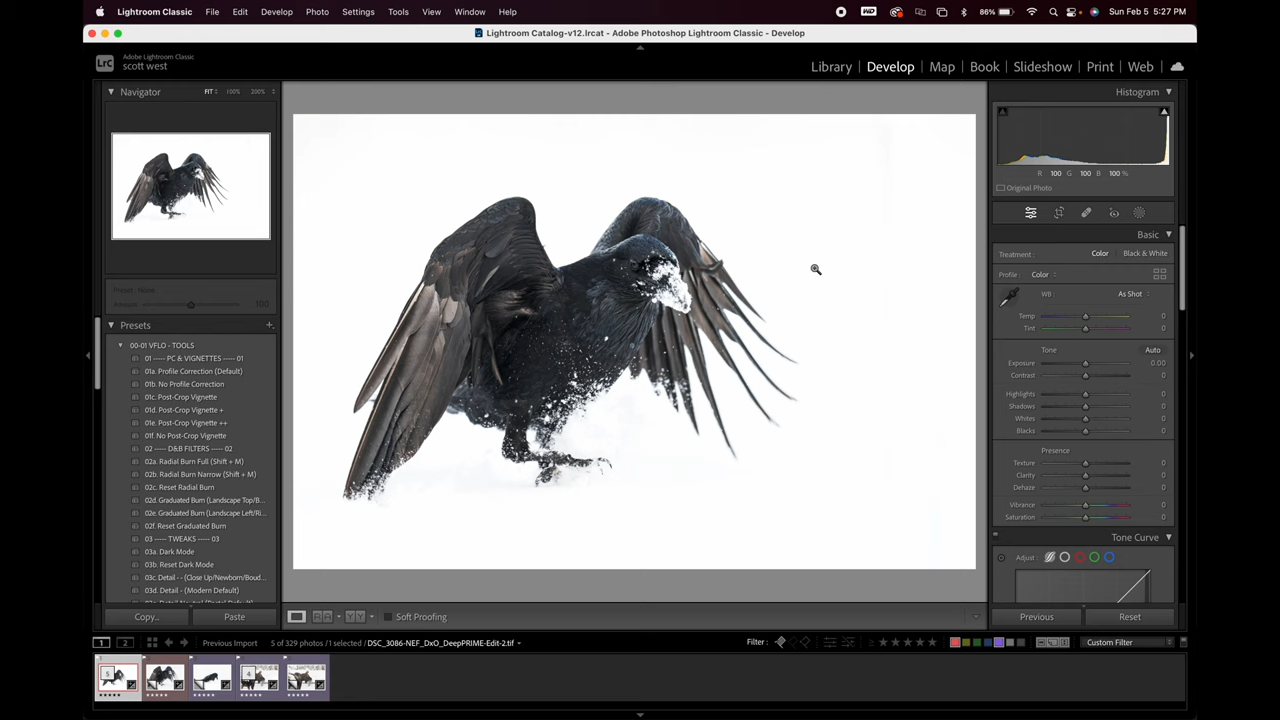 Lightroom Classic File Edit Develop Photo Settings Tools View Window Help
WD 86% Sun Feb 5 5:27 PM
Lightroom Catalog-v12.lrcat - Adobe Photoshop Lightroom Classic - Develop
LrC Adobe Lightroom Classic
scott west
Library Develop Map Book Slideshow Print Web
Navigator FIT 100% 200%
Preset: None
Amount 100
Presets +
00-01 VFLO - TOOLS
01 ----- PC & VIGNETTES ----- 01
01a. Profile Correction (Default)
01b. No Profile Correction
01c. Post-Crop Vignette
01d. Post-Crop Vignette +
01e. Post-Crop Vignette ++
01f. No Post-Crop Vignette
02 ----- D&B FILTERS ----- 02
02a. Radial Burn Full (Shift + M)
02b. Radial Burn Narrow (Shift + M)
02c. Reset Radial Burn
02d. Graduated Burn (Landscape Top/B...
02e. Graduated Burn (Landscape Left/Ri...
02f. Reset Graduated Burn
03 ----- TWEAKS ----- 03
03a. Dark Mode
03b. Reset Dark Mode
03c. Detail - - (Close Up/Newborn/Boud...
03d. Detail - (Modern Default)
Copy... Paste
Histogram
R 100 G 100 B 100 %
Original Photo
Basic
Treatment: Color Black & White
Profile: Color
WB: As Shot
Temp 0
Tint 0
Tone Auto
Exposure 0.00
Contrast 0
Highlights 0
Shadows 0
Whites 0
Blacks 0
Presence
Texture 0
Clarity 0
Dehaze 0
Vibrance 0
Saturation 0
Tone Curve
Adjust:
Previous Reset
Soft Proofing
1 2 Previous Import 5 of 329 photos / 1 selected / DSC_3086-NEF_DxO_DeepPRIME-Edit-2.tif Filter: Custom Filter
5 4